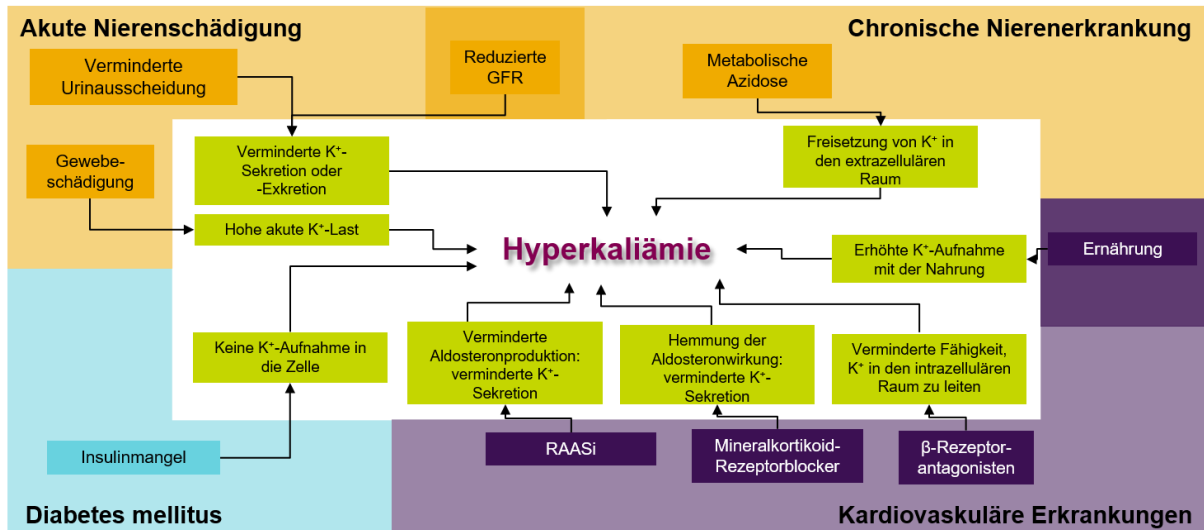 Akute Nierenschädigung
Chronische Nierenerkrankung
Verminderte
Urinausscheidung
Reduzierte
GFR
Metabolische
Azidose
Gewebe-
schädigung
Verminderte K⁺-
Sekretion oder
-Exkretion
Freisetzung von K⁺ in
den extrazellulären
Raum
Hohe akute K⁺-Last
Hyperkaliämie
Erhöhte K⁺-Aufnahme
mit der Nahrung
Ernährung
Keine K⁺-Aufnahme in
die Zelle
Verminderte
Aldosteronproduktion:
verminderte K⁺-
Sekretion
Hemmung der
Aldosteronwirkung:
verminderte K⁺-
Sekretion
Verminderte Fähigkeit,
K⁺ in den intrazellulären
Raum zu leiten
Insulinmangel
RAASi
Mineralkortikoid-
Rezeptorblocker
β-Rezeptor-
antagonisten
Diabetes mellitus
Kardiovaskuläre Erkrankungen